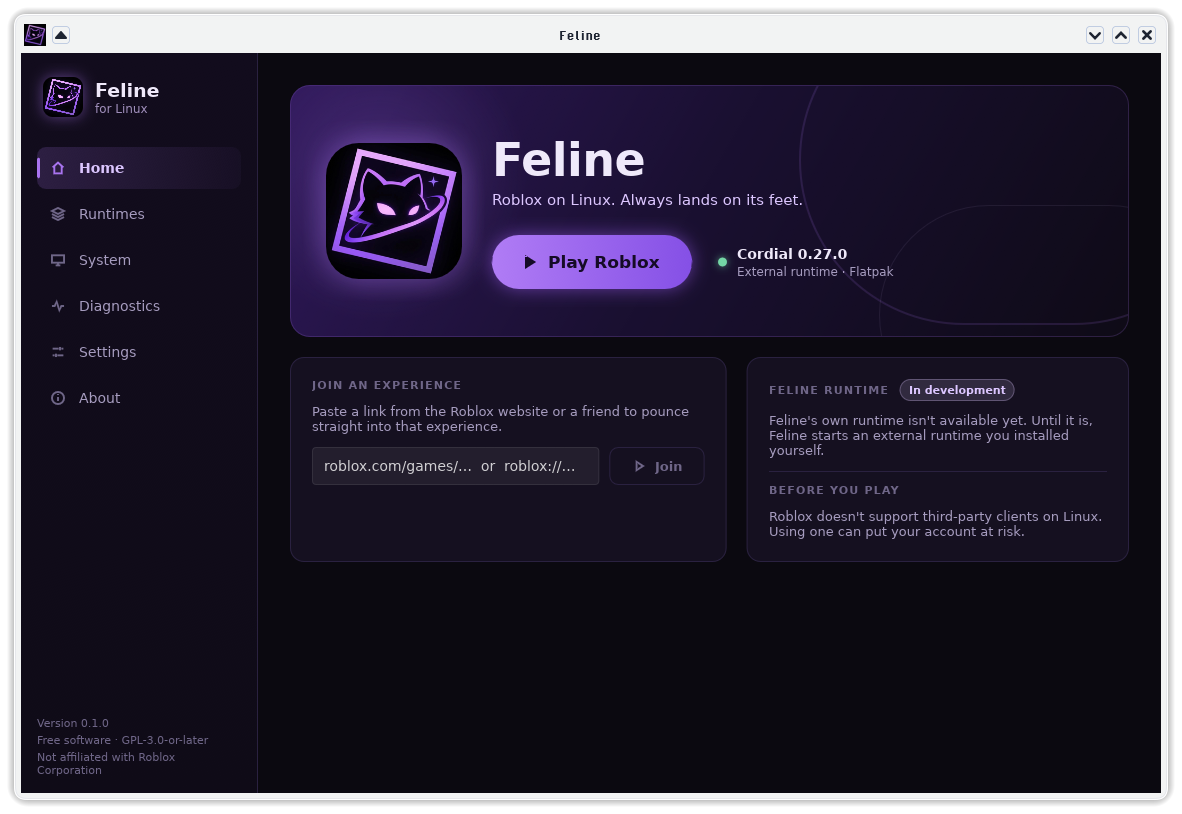 Feline
Feline
for Linux
Home
Runtimes
System
Diagnostics
Settings
About
Version 0.1.0
Free software · GPL-3.0-or-later
Not affiliated with Roblox
Corporation
Feline
Roblox on Linux. Always lands on its feet.
Play Roblox
Cordial 0.27.0
External runtime · Flatpak
JOIN AN EXPERIENCE
Paste a link from the Roblox website or a friend to pounce
straight into that experience.
roblox.com/games/… or roblox://…
Join
FELINE RUNTIME
In development
Feline's own runtime isn't available yet. Until it is,
Feline starts an external runtime you installed
yourself.
BEFORE YOU PLAY
Roblox doesn't support third-party clients on Linux.
Using one can put your account at risk.